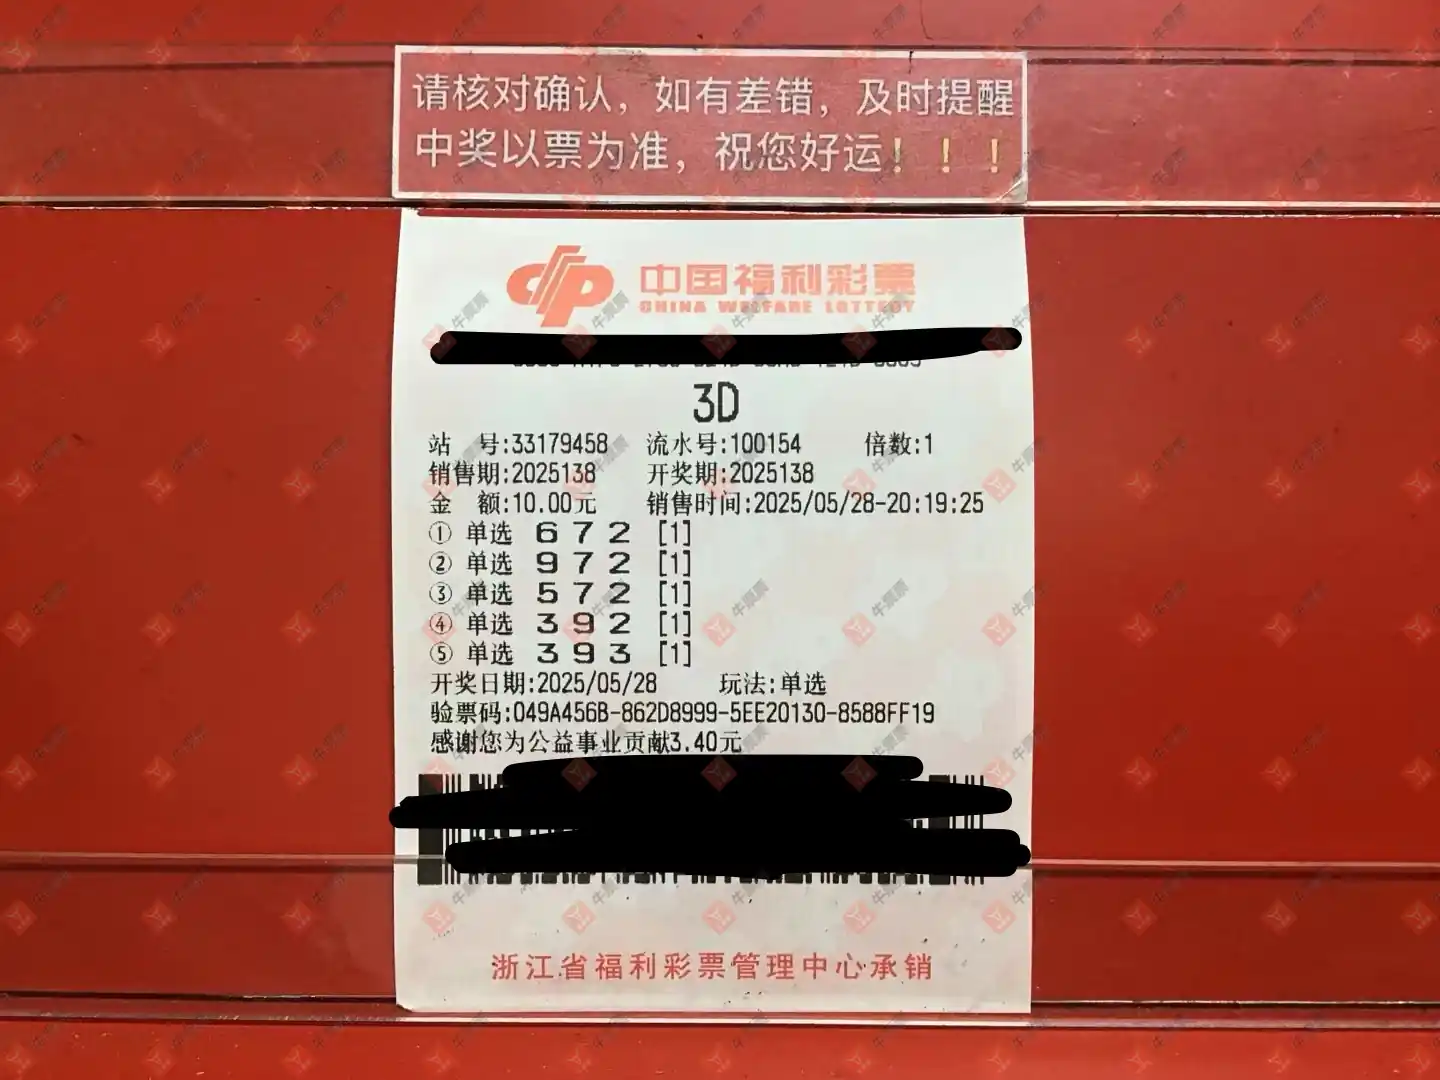 请核对确认，如有差错，及时提醒
中奖以票为准，祝您好运！！！
中国福利彩票
CHINA WELFARE LOTTERY
3D
站 号:33179458 流水号:100154 倍数:1
销售期:2025138 开奖期:2025138
金 额:10.00元 销售时间:2025/05/28-20:19:25
① 单选 6 7 2 [1]
② 单选 9 7 2 [1]
③ 单选 5 7 2 [1]
④ 单选 3 9 2 [1]
⑤ 单选 3 9 3 [1]
开奖日期:2025/05/28 玩法:单选
验票码:049A456B-862D8999-5EE20130-8588FF19
感谢您为公益事业贡献3.40元
浙江省福利彩票管理中心承销
牛票票